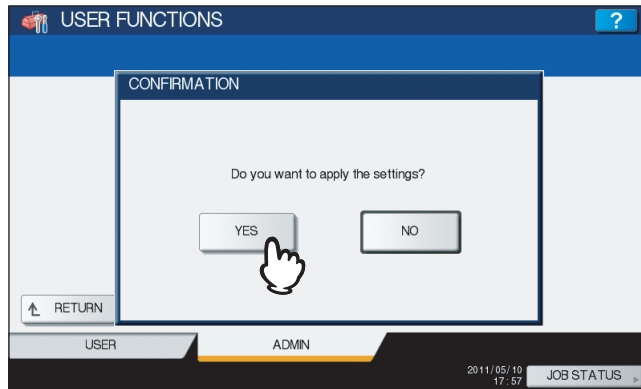 USER FUNCTIONS
?
CONFIRMATION
Do you want to apply the settings?
YES
NO
RETURN
USER
ADMIN
2011/05/10
17:57
JOB STATUS